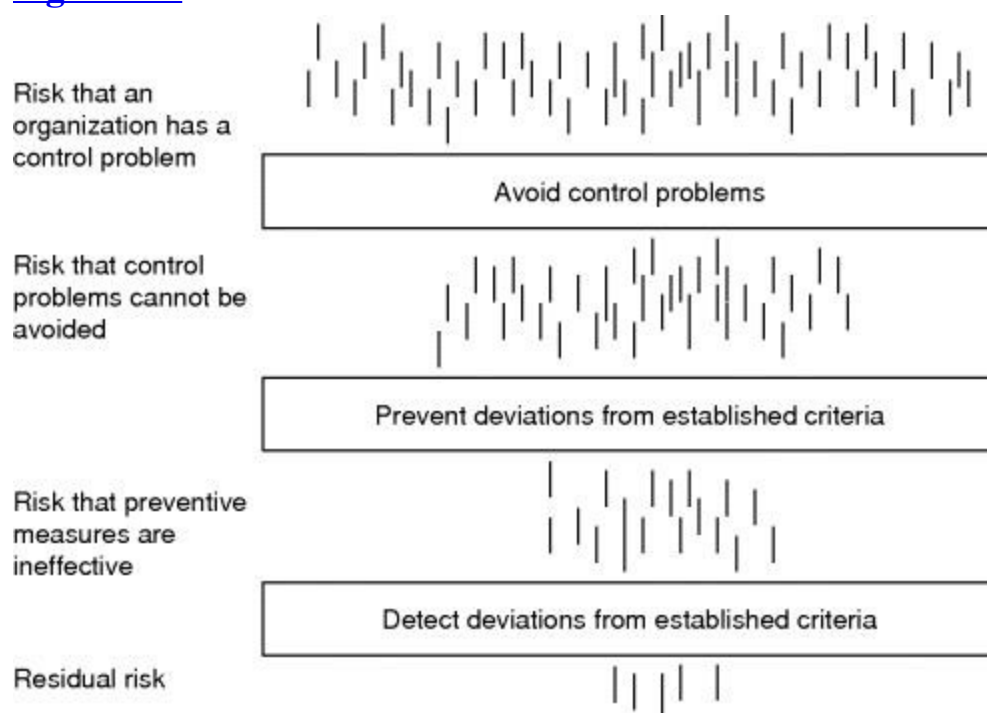 Risk that an
organization has a
control problem
Avoid control problems
Risk that control
problems cannot be
avoided
Prevent deviations from established criteria
Risk that preventive
measures are
ineffective
Detect deviations from established criteria
Residual risk